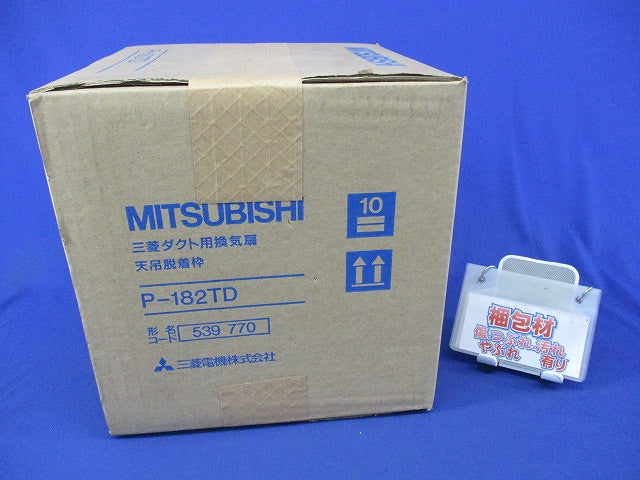 MITSUBISHI
三菱ダクト用換気扇
天吊脱着枠
P-182TD
形名
コード 539 770
三菱電機株式会社
10
梱包材
傷つぶれ汚れ
やぶれ 有り